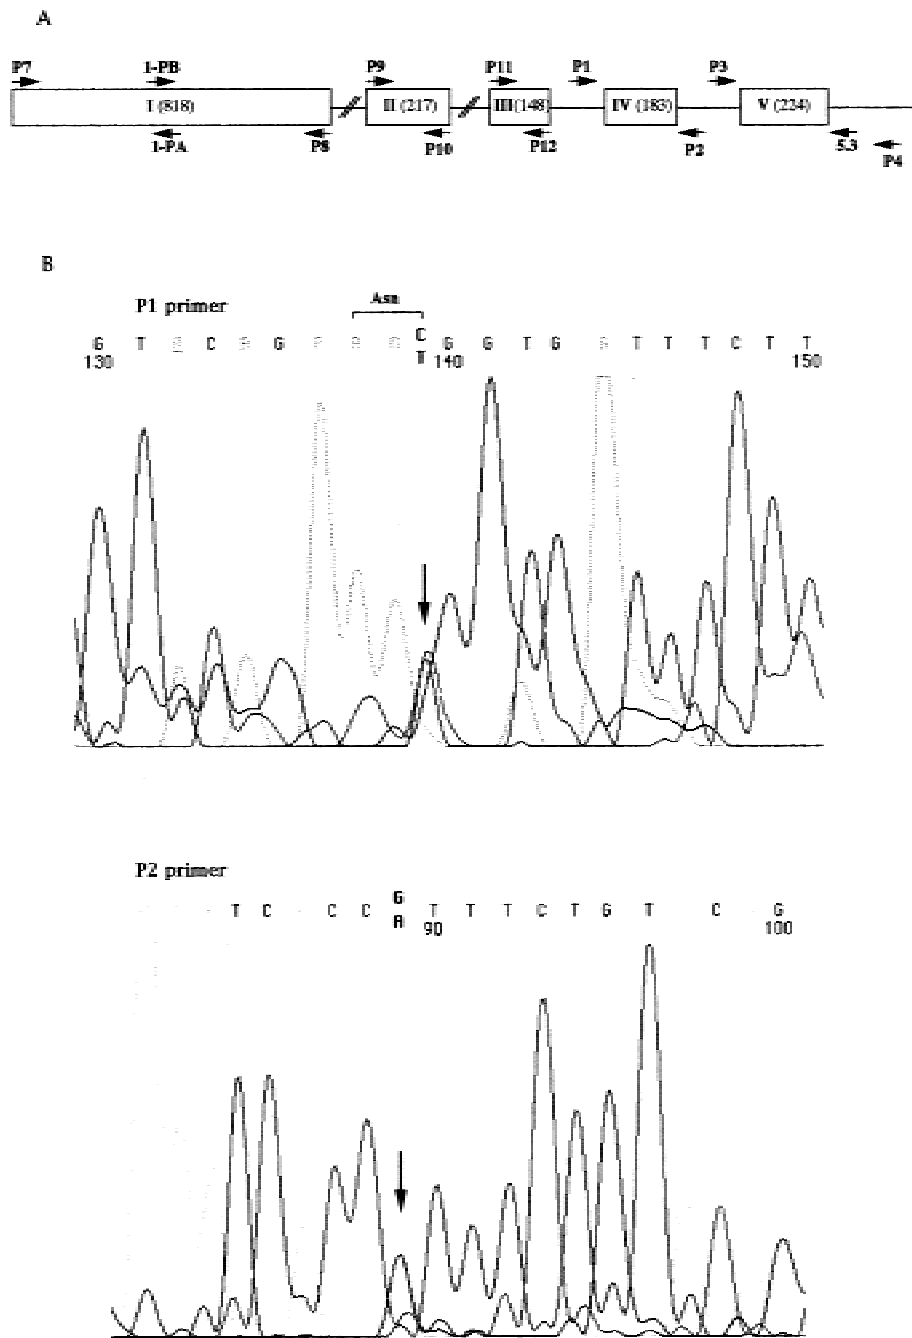 A
P7 1-PB P9 P11 P1 P3
I (818) II (217) III (148) IV (183) V (224)
1-PA P8 P10 P12 P2 5.3
P4
B
P1 primer
Asn
C
G T C G G G T G T T T C T T
T
130 140 150
P2 primer
G
T C C C T T T C T G T C G
A
90 100